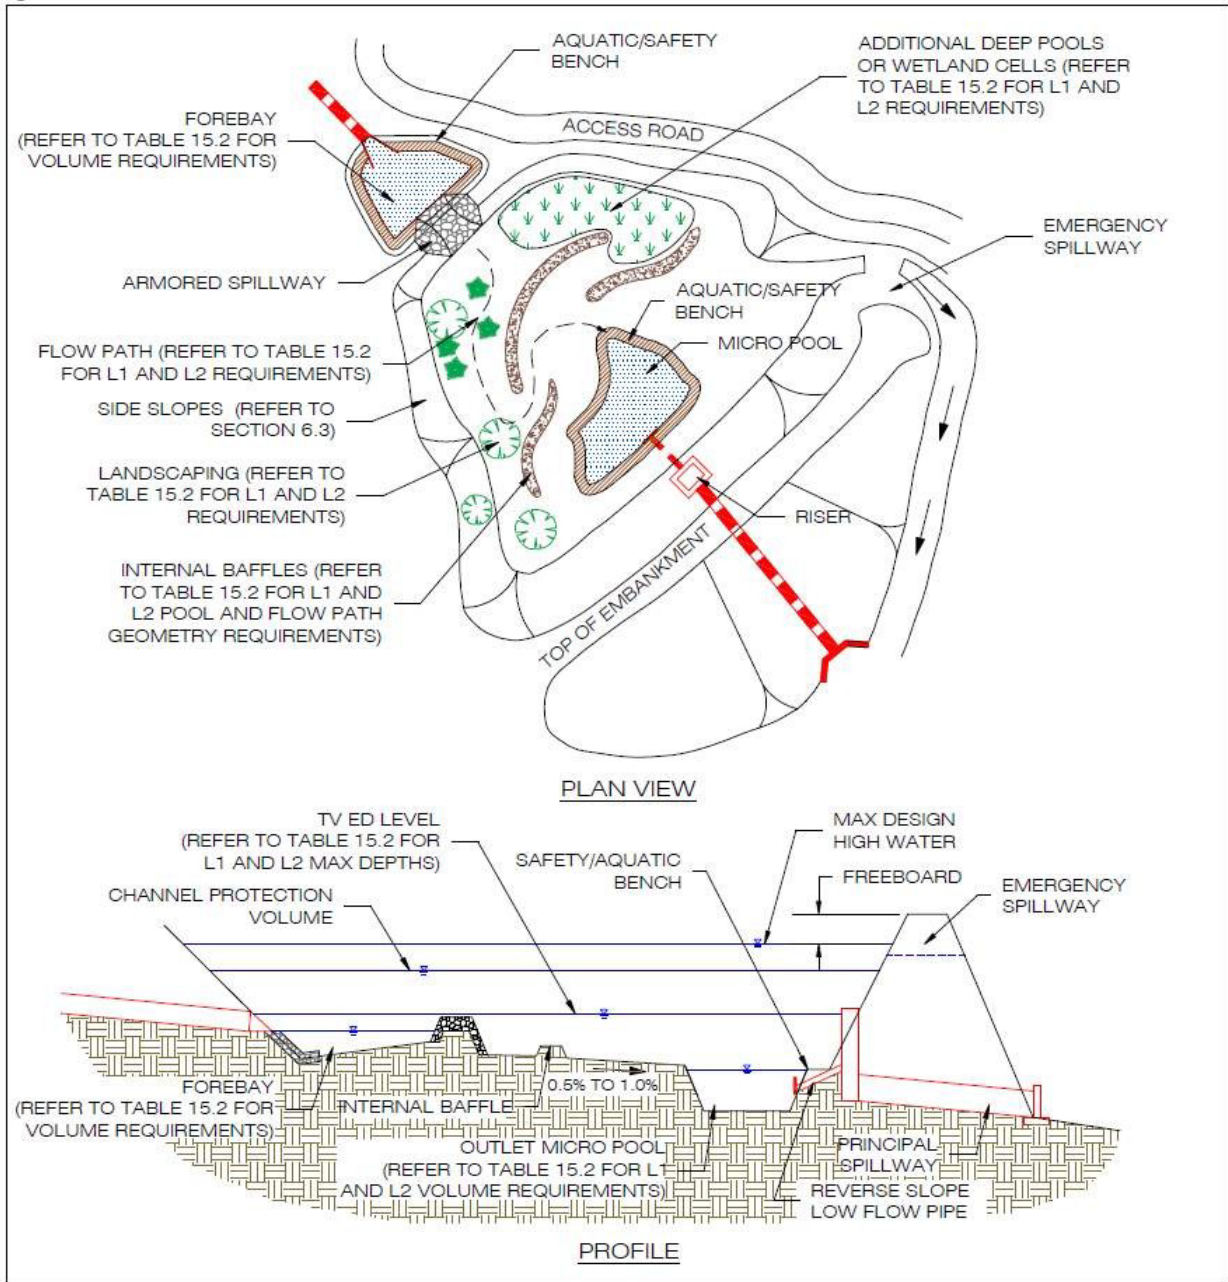 AQUATIC/SAFETY
BENCH
ADDITIONAL DEEP POOLS
OR WETLAND CELLS (REFER
TO TABLE 15.2 FOR L1 AND
L2 REQUIREMENTS)
FOREBAY
(REFER TO TABLE 15.2 FOR
VOLUME REQUIREMENTS)
ACCESS ROAD
EMERGENCY
SPILLWAY
ARMORED SPILLWAY
AQUATIC/SAFETY
BENCH
MICRO POOL
FLOW PATH (REFER TO TABLE 15.2
FOR L1 AND L2 REQUIREMENTS)
SIDE SLOPES (REFER TO
SECTION 6.3)
LANDSCAPING (REFER TO
TABLE 15.2 FOR L1 AND L2
REQUIREMENTS)
RISER
INTERNAL BAFFLES (REFER
TO TABLE 15.2 FOR L1 AND
L2 POOL AND FLOW PATH
GEOMETRY REQUIREMENTS)
TOP OF EMBANKMENT
PLAN VIEW
TV ED LEVEL
(REFER TO TABLE 15.2 FOR
L1 AND L2 MAX DEPTHS)
MAX DESIGN
HIGH WATER
SAFETY/AQUATIC
BENCH
FREEBOARD
EMERGENCY
SPILLWAY
CHANNEL PROTECTION
VOLUME
FOREBAY
(REFER TO TABLE 15.2 FOR
VOLUME REQUIREMENTS)
INTERNAL BAFFLE
0.5% TO 1.0%
OUTLET MICRO POOL
(REFER TO TABLE 15.2 FOR L1
AND L2 VOLUME REQUIREMENTS)
PRINCIPAL
SPILLWAY
REVERSE SLOPE
LOW FLOW PIPE
PROFILE